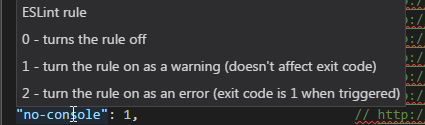 ESLint rule
0 - turns the rule off
1 - turn the rule on as a warning (doesn't affect exit code)
2 - turn the rule on as an error (exit code is 1 when triggered)
"no-console": 1, // http:/